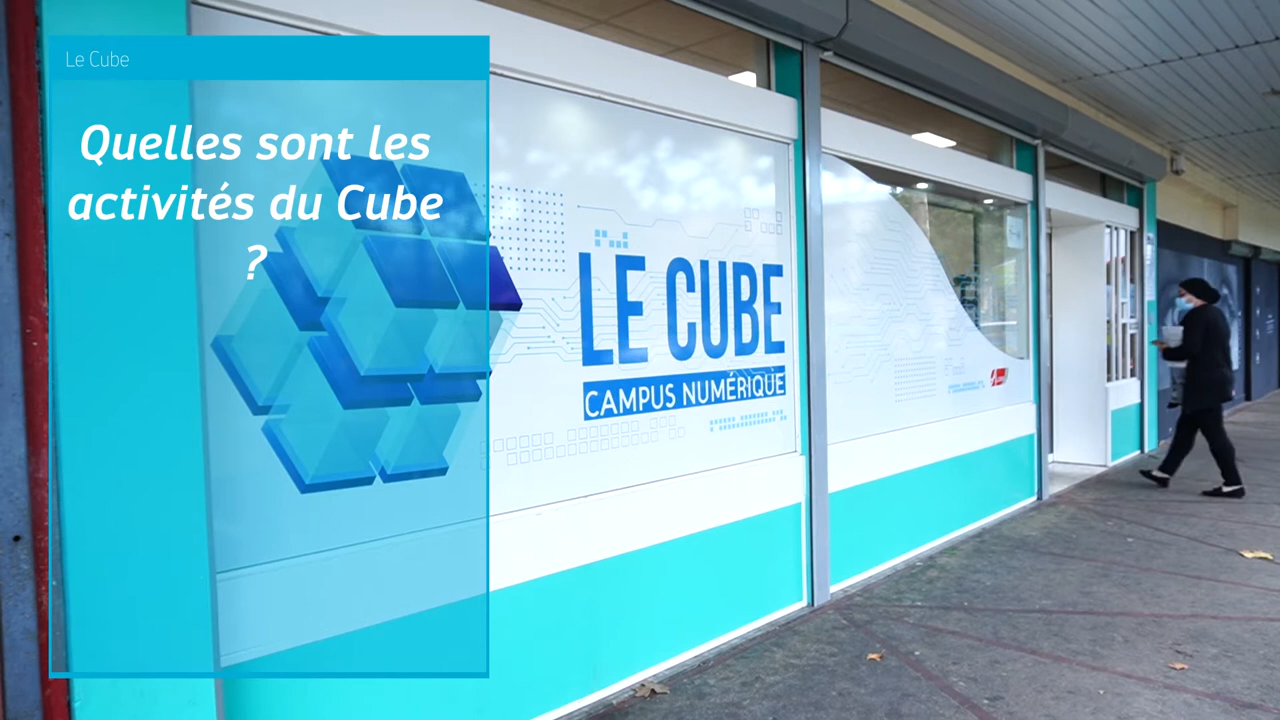 Le Cube
Quelles sont les
activités du Cube
?
LE CUBE
CAMPUS NUMÉRIQUE